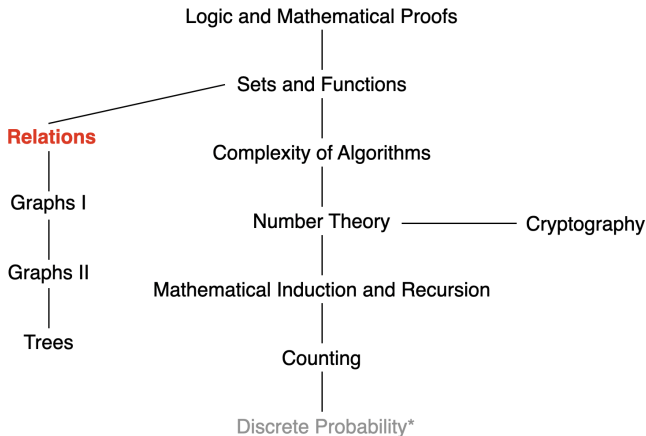 Logic and Mathematical Proofs
Sets and Functions
Relations
Complexity of Algorithms
Graphs I
Number Theory
Cryptography
Graphs II
Mathematical Induction and Recursion
Trees
Counting
Discrete Probability*